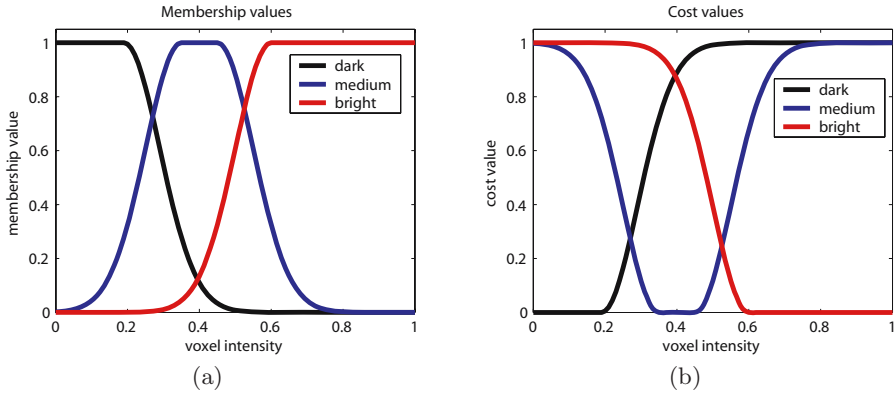 Membership values
1
0.8
0.6
0.4
0.2
0
membership value
dark
medium
bright
0 0.2 0.4 0.6 0.8 1
voxel intensity
(a)
Cost values
1
0.8
0.6
0.4
0.2
0
cost value
dark
medium
bright
0 0.2 0.4 0.6 0.8 1
voxel intensity
(b)